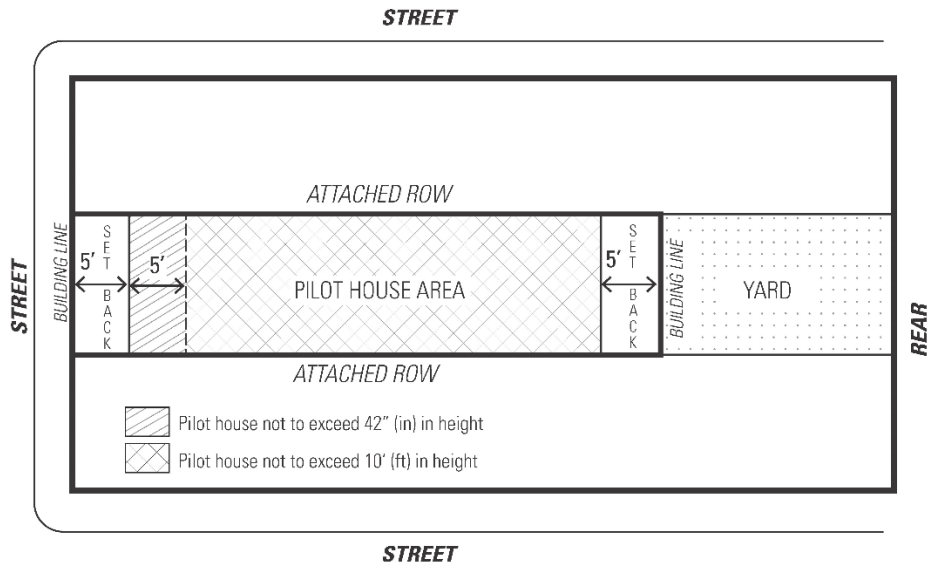 STREET
ATTACHED ROW
STREET
BUILDING LINE
5’
SET BACK
5’
PILOT HOUSE AREA
5’
SET BACK
BUILDING LINE
YARD
REAR
ATTACHED ROW
Pilot house not to exceed 42” (in) in height
Pilot house not to exceed 10‘ (ft) in height
STREET